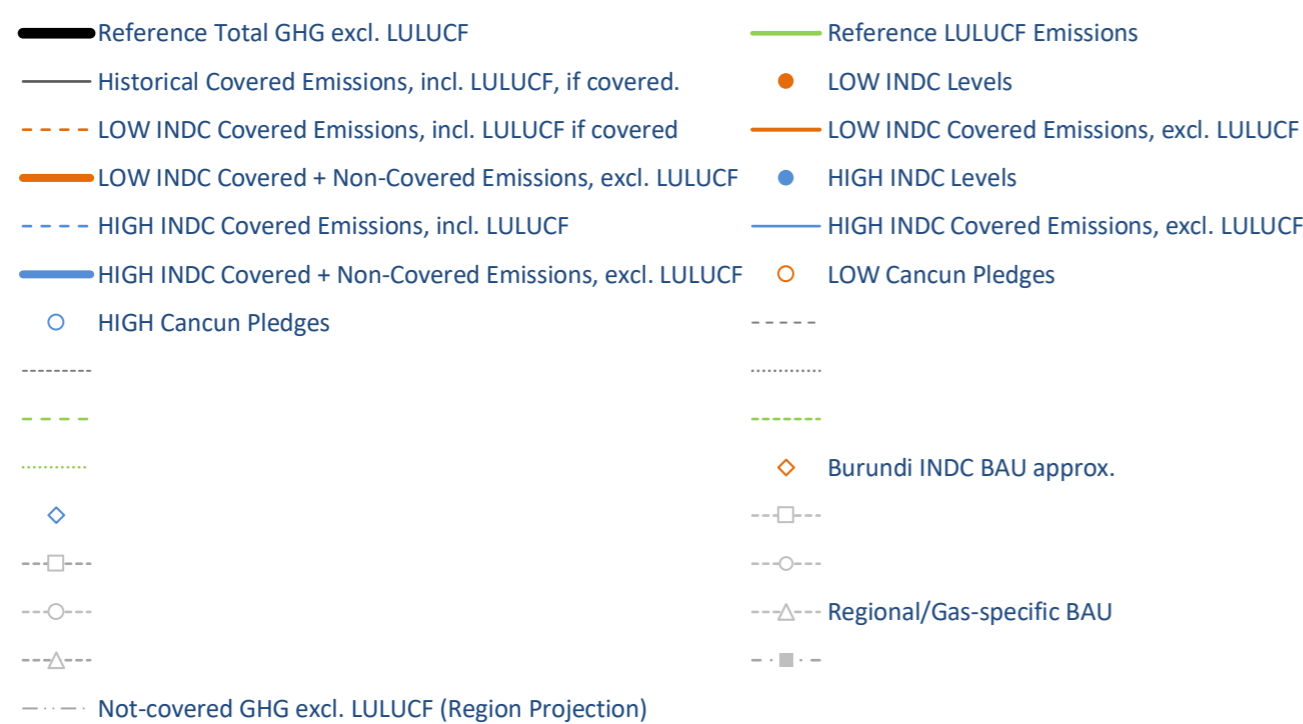 Reference Total GHG excl. LULUCF
Reference LULUCF Emissions
Historical Covered Emissions, incl. LULUCF, if covered.
LOW INDC Levels
LOW INDC Covered Emissions, incl. LULUCF if covered
LOW INDC Covered Emissions, excl. LULUCF
LOW INDC Covered + Non-Covered Emissions, excl. LULUCF
HIGH INDC Levels
HIGH INDC Covered Emissions, incl. LULUCF
HIGH INDC Covered Emissions, excl. LULUCF
HIGH INDC Covered + Non-Covered Emissions, excl. LULUCF
LOW Cancun Pledges
HIGH Cancun Pledges
Burundi INDC BAU approx.
Regional/Gas-specific BAU
Not-covered GHG excl. LULUCF (Region Projection)